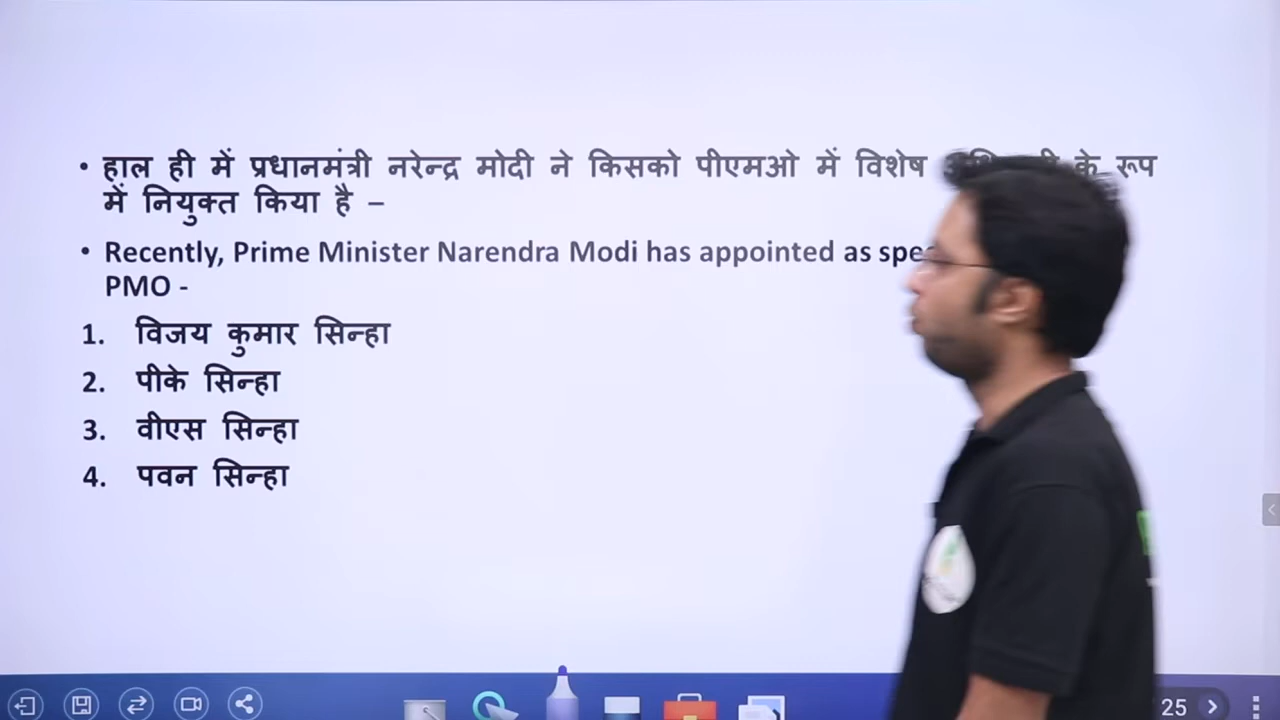 • हाल ही में प्रधानमंत्री नरेन्द्र मोदी ने किसको पीएमओ में विशेष के रूप
में नियुक्त किया है –
• Recently, Prime Minister Narendra Modi has appointed as
PMO -
1. विजय कुमार सिन्हा
2. पीके सिन्हा
3. वीएस सिन्हा
4. पवन सिन्हा
25